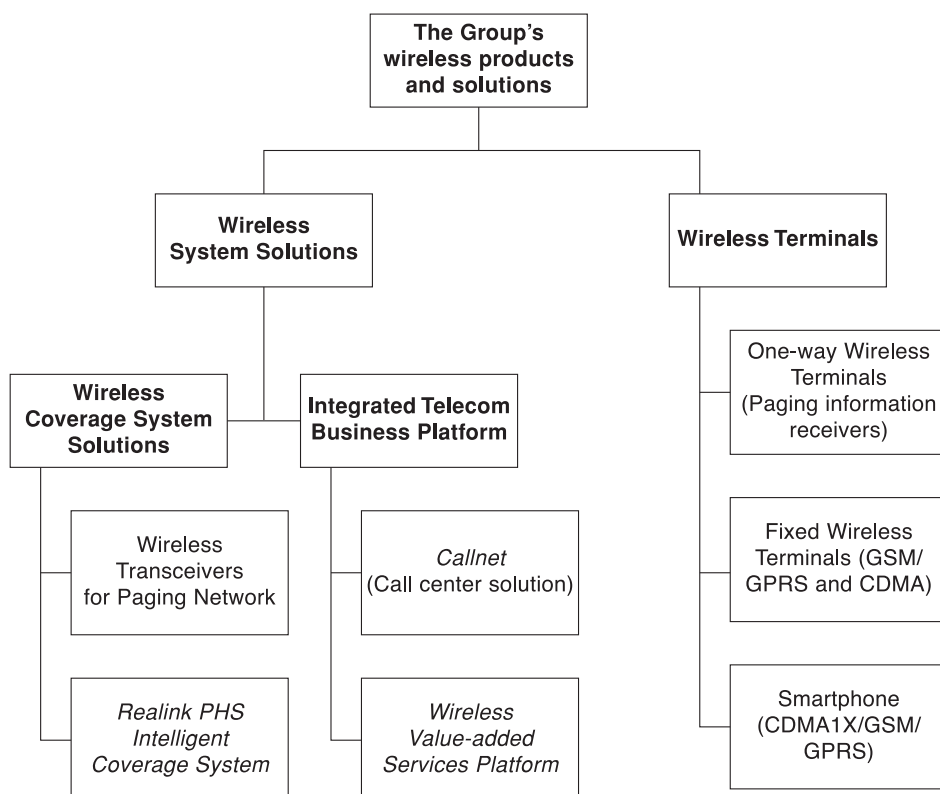 The Group's
wireless products
and solutions
Wireless
System Solutions
Wireless Terminals
Wireless
Coverage System
Solutions
Integrated Telecom
Business Platform
One-way Wireless
Terminals
(Paging information
receivers)
Wireless
Transceivers
for Paging Network
Callnet
(Call center solution)
Fixed Wireless
Terminals (GSM/
GPRS and CDMA)
Realink PHS
Intelligent
Coverage System
Wireless
Value-added
Services Platform
Smartphone
(CDMA1X/GSM/
GPRS)